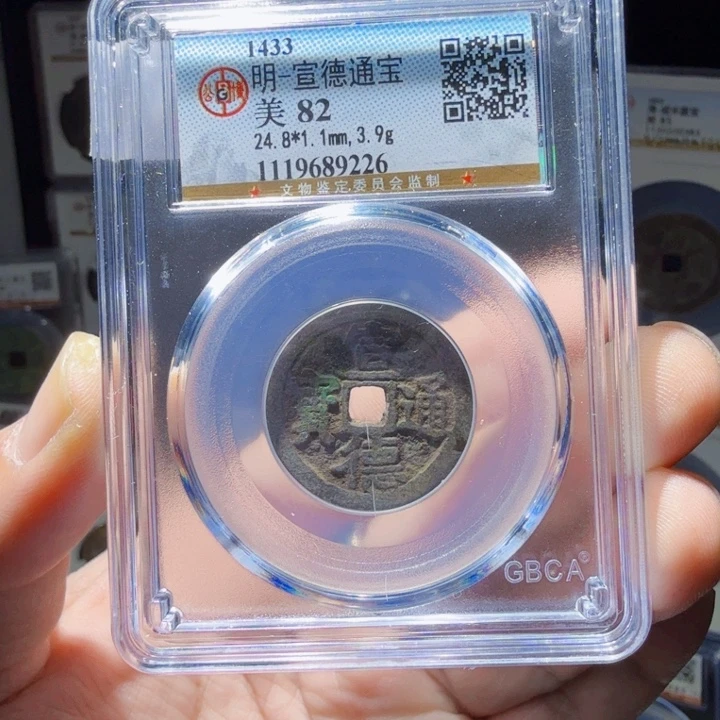 1433
明-宣德通宝
美 82
24.8*1.1mm, 3.9g
1119689226
文物鉴定委员会监制
宣
寳 通
德
GBCA®